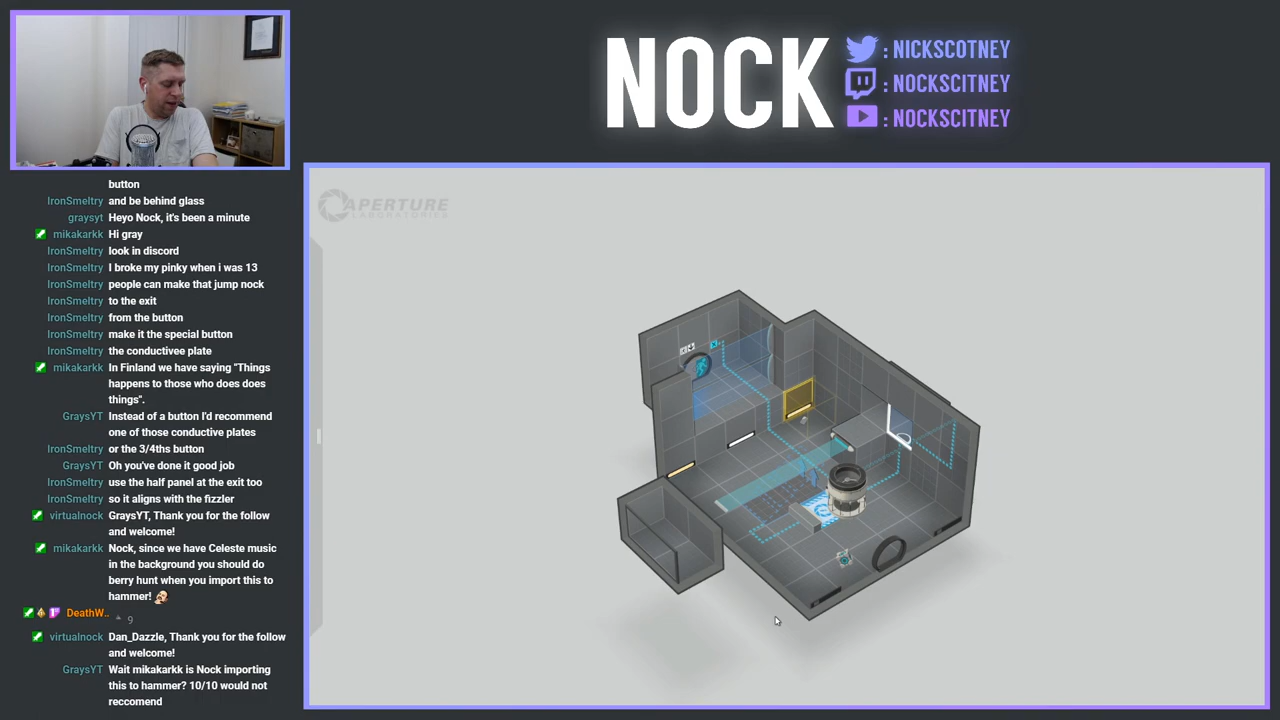 NOCK
: NICKSCOTNEY
: NOCKSCITNEY
: NOCKSCITNEY
APERTURE
LABORATORIES
button
IronSmeltry and be behind glass
graysyt Heyo Nock, it's been a minute
mikakarkk Hi gray
IronSmeltry look in discord
IronSmeltry I broke my pinky when i was 13
IronSmeltry people can make that jump nock
IronSmeltry to the exit
IronSmeltry from the button
IronSmeltry make it the special button
IronSmeltry the conductivee plate
mikakarkk In Finland we have saying "Things
happens to those who does does
things".
GraysYT Instead of a button I'd recommend
one of those conductive plates
IronSmeltry or the 3/4ths button
GraysYT Oh you've done it good job
IronSmeltry use the half panel at the exit too
IronSmeltry so it aligns with the fizzler
virtualnock GraysYT, Thank you for the follow
and welcome!
mikakarkk Nock, since we have Celeste music
in the background you should do
berry hunt when you import this to
hammer!
DeathW.. 9
virtualnock Dan_Dazzle, Thank you for the follow
and welcome!
GraysYT Wait mikakarkk is Nock importing
this to hammer? 10/10 would not
reccomend